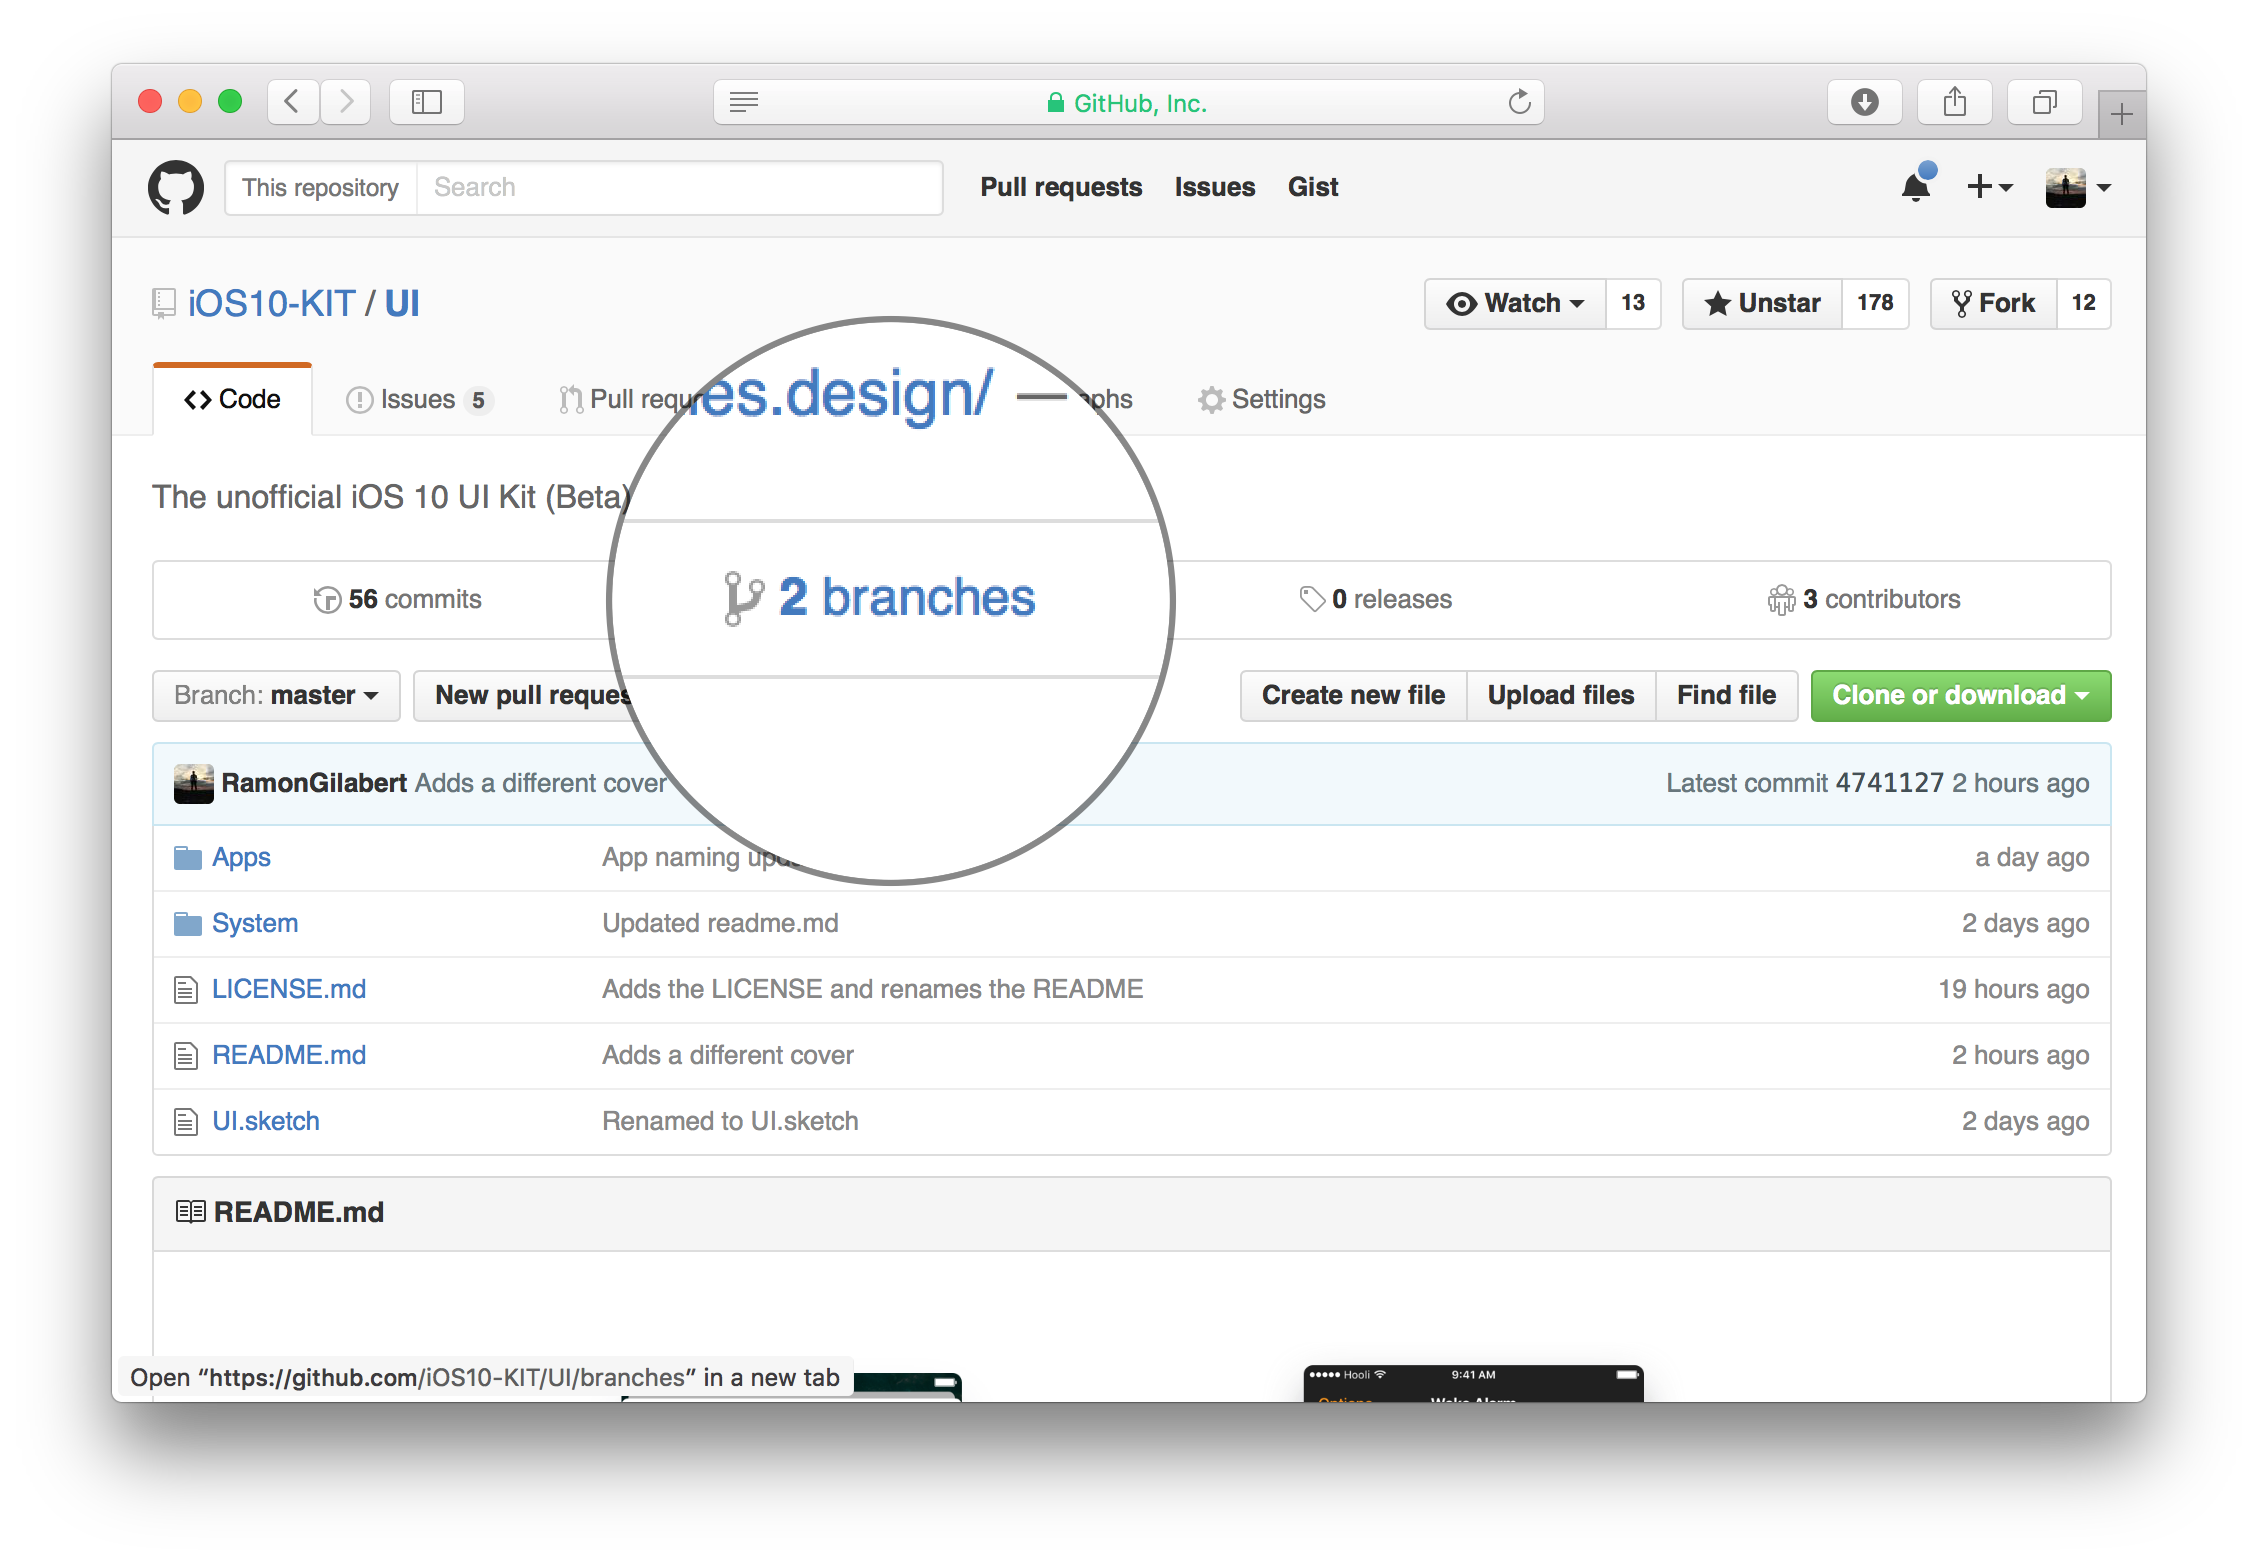 GitHub, Inc.
This repository Search Pull requests Issues Gist
iOS10-KIT / UI Watch 13 Unstar 178 Fork 12
Code Issues 5 Pull Settings
es.design/ —
The unofficial iOS 10 UI Kit (Beta)
56 commits 2 branches 0 releases 3 contributors
Branch: master New pull Create new file Upload files Find file Clone or download
RamonGilabert Adds a different cover Latest commit 4741127 2 hours ago
Apps App naming a day ago
System Updated readme.md 2 days ago
LICENSE.md Adds the LICENSE and renames the README 19 hours ago
README.md Adds a different cover 2 hours ago
UI.sketch Renamed to UI.sketch 2 days ago
README.md
Open “https://github.com/iOS10-KIT/UI/branches” in a new tab
Hooli 9:41 AM